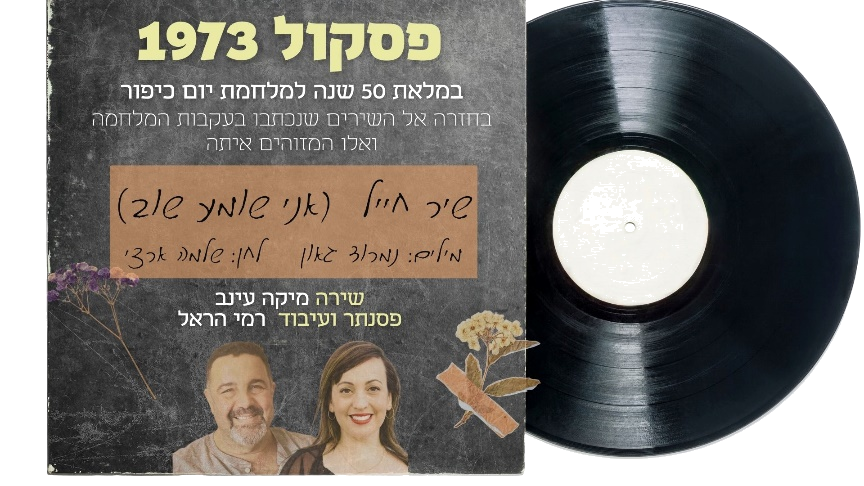 פסקול 1973
במלאת 50 שנה למלחמת יום כיפור
בחזרה אל השירים שנכתבו בעקבות המלחמה
ואלו המזוהים איתה
שיר חייל (אני שומע שוב)
מילים: נמרוד גאון לחן: שלמה ארצי
שירה מיקה עינב
פסנתר ועיבוד רמי הראל